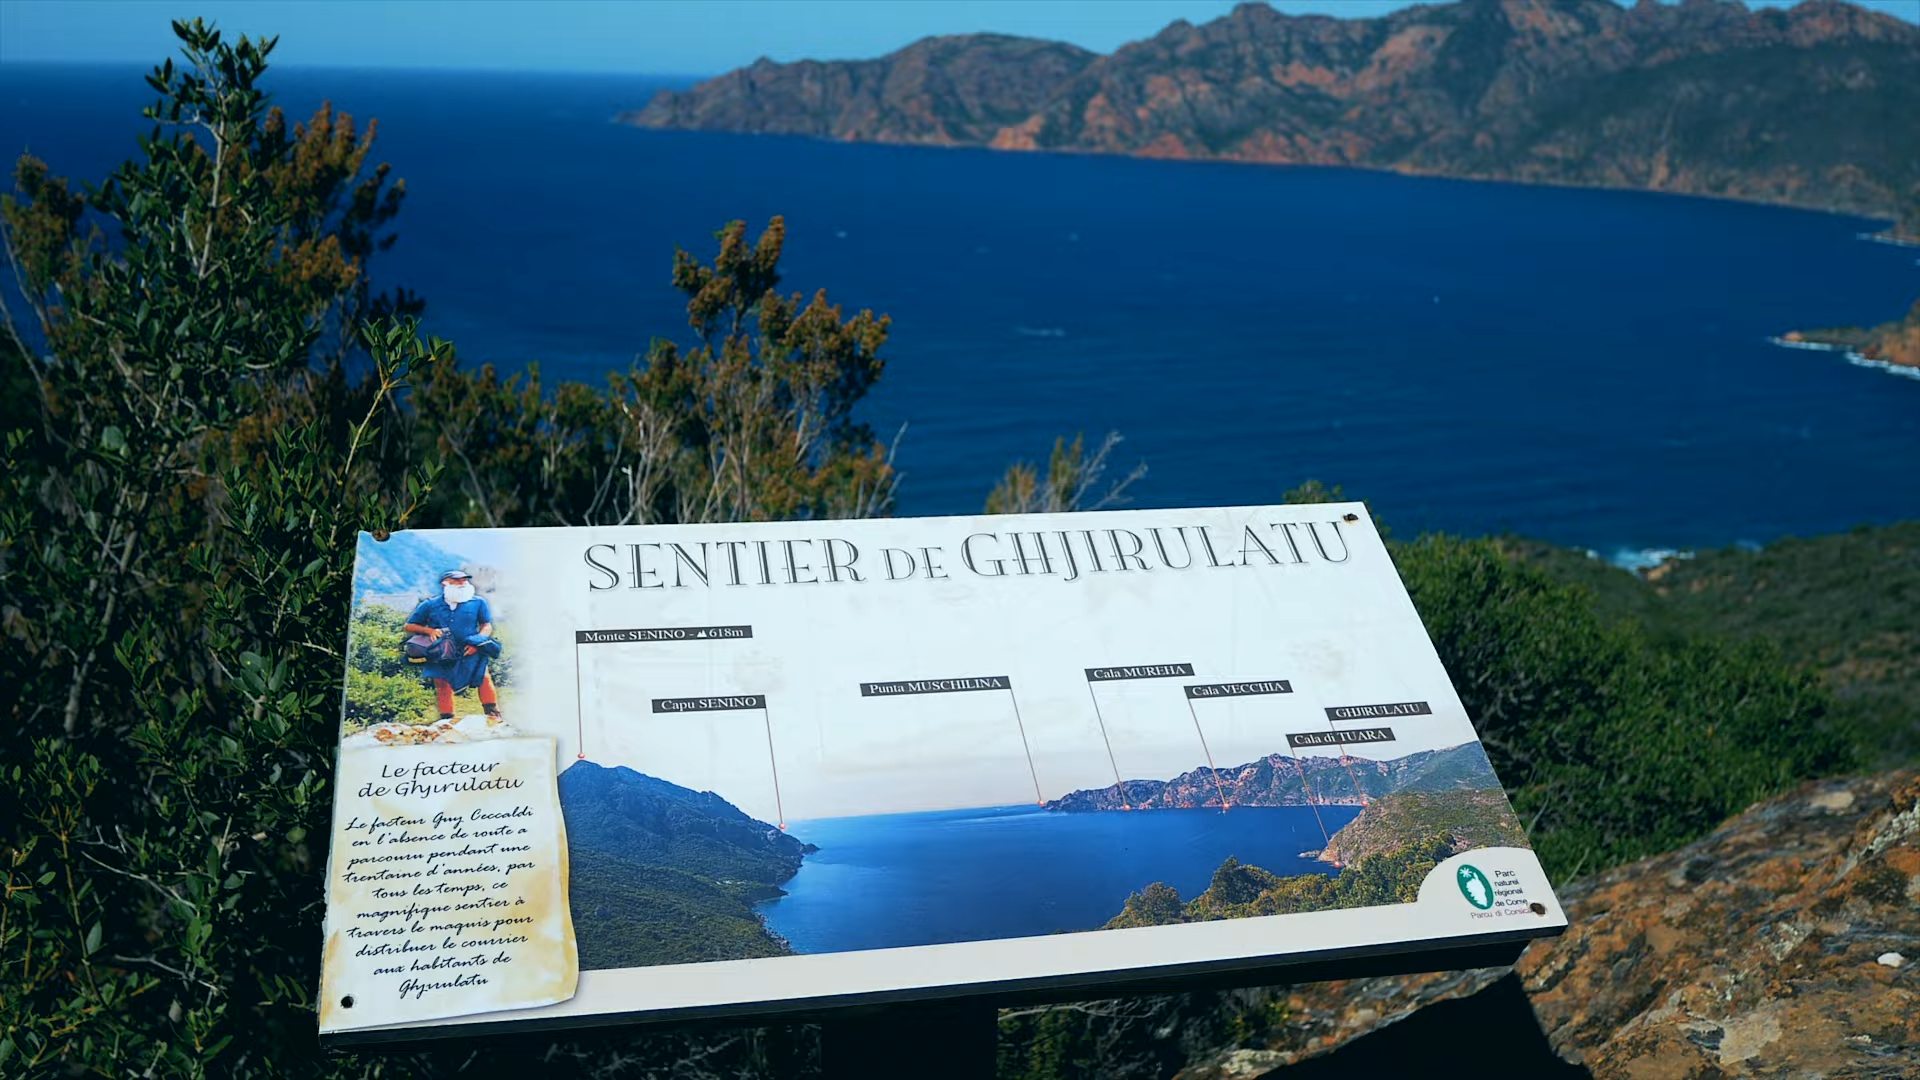 SENTIER DE GHJIRULATU
Monte SENINO - 618m
Capu SENINO
Punta MUSCHILINA
Cala MUREHA
Cala VECCHIA
GHJIRULATU
Cala di TUARA
Le facteur
de Ghjirulatu
Le facteur Guy Ceccaldi
en l'absence de route a
parcouru pendant une
trentaine d'années, par
tous les temps, ce
magnifique sentier à
travers le maquis pour
distribuer le courrier
aux habitants de
Ghjirulatu
Parc
naturel
régional
de Corse
Parcu di Corsica